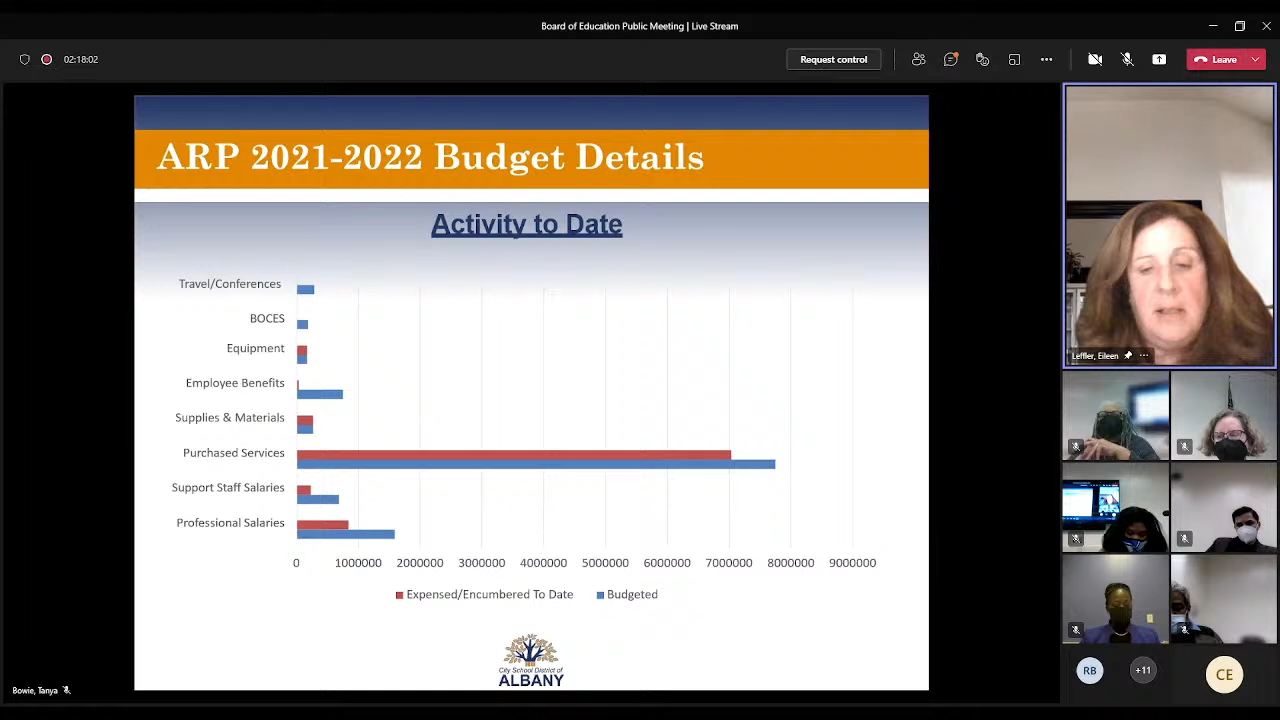 Board of Education Public Meeting | Live Stream
02:18:02
Request control
Leave
ARP 2021-2022 Budget Details
Activity to Date
Travel/Conferences
BOCES
Equipment
Employee Benefits
Supplies & Materials
Purchased Services
Support Staff Salaries
Professional Salaries
0 1000000 2000000 3000000 4000000 5000000 6000000 7000000 8000000 9000000
Expensed/Encumbered To Date Budgeted
City School District of
ALBANY
Bowie, Tanya
Leffler, Eileen
RB
+11
CE